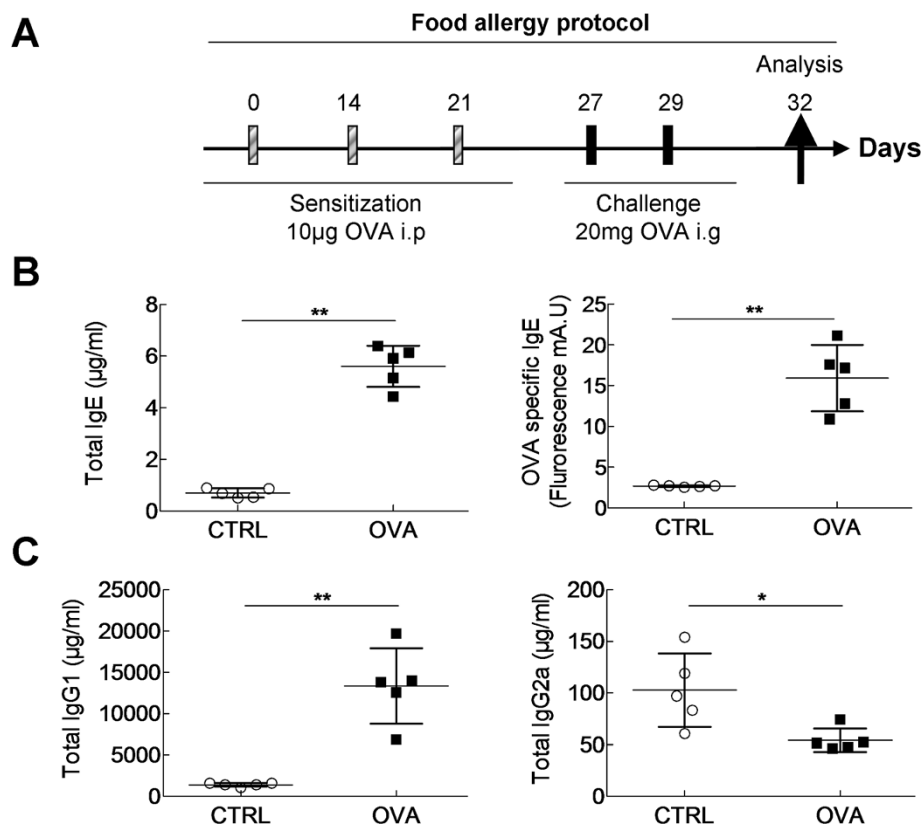 A
Food allergy protocol
Analysis
0 14 21 27 29 32
Days
Sensitization Challenge
10µg OVA i.p 20mg OVA i.g
B
Total IgE (µg/ml)
8
6
4
2
0
**
CTRL OVA
OVA specific IgE
(Flurorescence mA.U)
25
20
15
10
5
0
**
CTRL OVA
C
Total IgG1 (µg/ml)
25000
20000
15000
10000
5000
0
**
CTRL OVA
Total IgG2a (µg/ml)
200
150
100
50
0
*
CTRL OVA